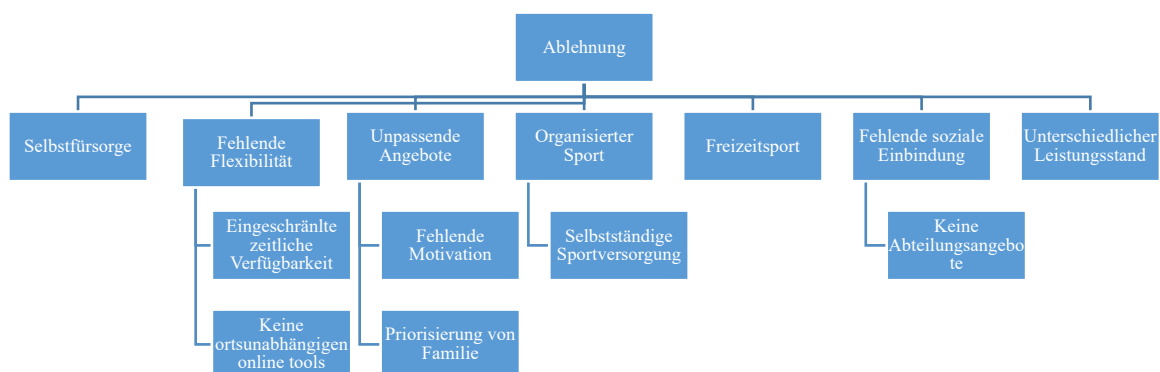 Ablehnung
Selbstfürsorge
Fehlende
Flexibilität
Unpassende
Angebote
Organisierter
Sport
Freizeitsport
Fehlende soziale
Einbindung
Unterschiedlicher
Leistungsstand
Eingeschränlte
zeitliche
Verfügbarkeit
Fehlende
Motivation
Selbstständige
Sportversorgung
Keine
Abteilungsangebo
te
Keine
ortsunabhängigen
online tools
Priorisierung von
Familie